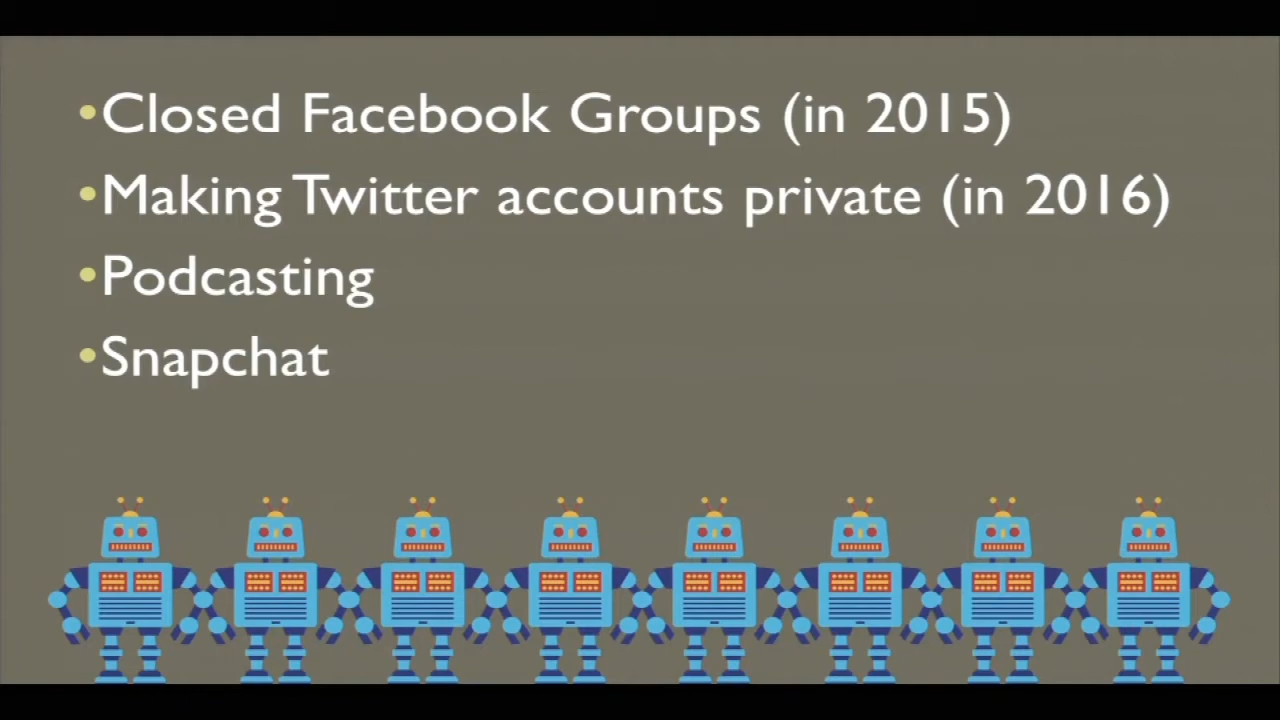 •Closed Facebook Groups (in 2015)
•Making Twitter accounts private (in 2016)
•Podcasting
•Snapchat